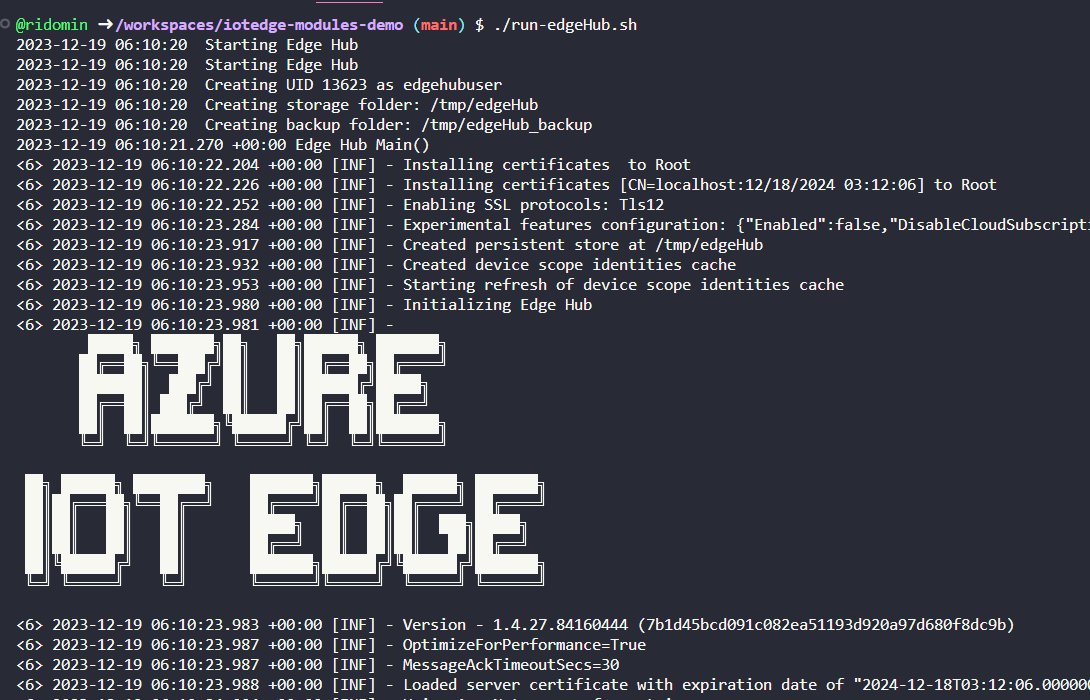 @ridomin ➜/workspaces/iotedge-modules-demo (main) $ ./run-edgeHub.sh
2023-12-19 06:10:20  Starting Edge Hub
2023-12-19 06:10:20  Starting Edge Hub
2023-12-19 06:10:20  Creating UID 13623 as edgehubuser
2023-12-19 06:10:20  Creating storage folder: /tmp/edgeHub
2023-12-19 06:10:20  Creating backup folder: /tmp/edgeHub_backup
2023-12-19 06:10:21.270 +00:00 Edge Hub Main()
<6> 2023-12-19 06:10:22.204 +00:00 [INF] - Installing certificates  to Root
<6> 2023-12-19 06:10:22.226 +00:00 [INF] - Installing certificates [CN=localhost:12/18/2024 03:12:06] to Root
<6> 2023-12-19 06:10:22.252 +00:00 [INF] - Enabling SSL protocols: Tls12
<6> 2023-12-19 06:10:23.284 +00:00 [INF] - Experimental features configuration: {"Enabled":false,"DisableCloudSubscripti
<6> 2023-12-19 06:10:23.917 +00:00 [INF] - Created persistent store at /tmp/edgeHub
<6> 2023-12-19 06:10:23.932 +00:00 [INF] - Created device scope identities cache
<6> 2023-12-19 06:10:23.953 +00:00 [INF] - Starting refresh of device scope identities cache
<6> 2023-12-19 06:10:23.980 +00:00 [INF] - Initializing Edge Hub
<6> 2023-12-19 06:10:23.981 +00:00 [INF] -
AZURE
IOT EDGE
<6> 2023-12-19 06:10:23.983 +00:00 [INF] - Version - 1.4.27.84160444 (7b1d45bcd091c082ea51193d920a97d680f8dc9b)
<6> 2023-12-19 06:10:23.987 +00:00 [INF] - OptimizeForPerformance=True
<6> 2023-12-19 06:10:23.987 +00:00 [INF] - MessageAckTimeoutSecs=30
<6> 2023-12-19 06:10:23.988 +00:00 [INF] - Loaded server certificate with expiration date of "2024-12-18T03:12:06.00000